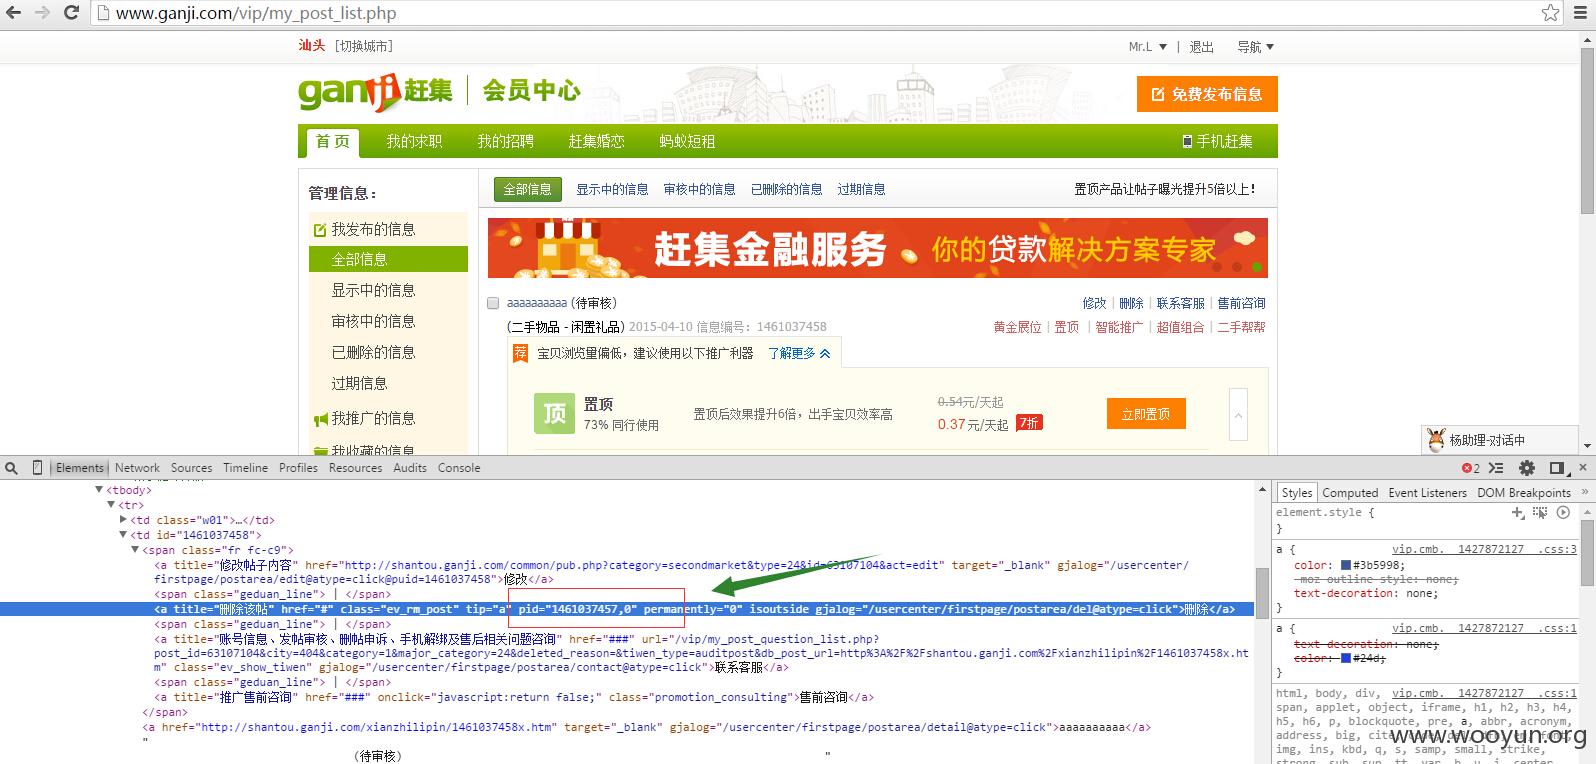 www.ganji.com/vip/my_post_list.php
汕头 [切换城市] Mr.L ▼ | 退出 导航▼
ganji赶集 会员中心 免费发布信息
首 页 我的求职 我的招聘 赶集婚恋 蚂蚁短租 手机赶集
管理信息：
我发布的信息
全部信息
显示中的信息
审核中的信息
已删除的信息
过期信息
我推广的信息
我收藏的信息
全部信息 显示中的信息 审核中的信息 已删除的信息 过期信息 置顶产品让帖子曝光提升5倍以上！
赶集金融服务 你的贷款解决方案专家
aaaaaaaaaa (待审核) 修改 | 删除 | 联系客服 | 售前咨询
(二手物品 - 闲置礼品) 2015-04-10 信息编号：1461037458 黄金展位 | 置顶 | 智能推广 | 超值组合 | 二手帮帮
荐 宝贝浏览量偏低，建议使用以下推广利器 了解更多
顶 置顶
73% 同行使用
置顶后效果提升6倍，出手宝贝效率高
0.54元/天起
0.37元/天起 7折
立即置顶
杨助理-对话中
Elements Network Sources Timeline Profiles Resources Audits Console 2
▼<tbody>
▼<tr>
▶<td class="w01">…</td>
▼<td id="1461037458">
▼<span class="fr fc-c9">
<a title="修改帖子内容" href="http://shantou.ganji.com/common/pub.php?category=secondmarket&type=24&id=63107104&act=edit" target="_blank" gjalog="/usercenter/
firstpage/postarea/edit@atype=click@puid=1461037458">修改</a>
<span class="geduan_line"> | </span>
<a title="删除该帖" href="#" class="ev_rm_post" tip="a" pid="1461037457,0" permanently="0" isoutside gjalog="/usercenter/firstpage/postarea/del@atype=click">删除</a>
<span class="geduan_line"> | </span>
<a title="账号信息、发帖审核、删帖申诉、手机解绑及售后相关问题咨询" href="###" url="/vip/my_post_question_list.php?
post_id=63107104&city=404&category=1&major_category=24&deleted_reason=&tiwen_type=auditpost&db_post_url=http%3A%2F%2Fshantou.ganji.com%2Fxianzhilipin%2F1461037458x.ht
m" class="ev_show_tiwen" gjalog="/usercenter/firstpage/postarea/contact@atype=click">联系客服</a>
<span class="geduan_line"> | </span>
<a title="推广售前咨询" href="###" onclick="javascript:return false;" class="promotion_consulting">售前咨询</a>
</span>
<a href="http://shantou.ganji.com/xianzhilipin/1461037458x.htm" target="_blank" gjalog="/usercenter/firstpage/postarea/detail@atype=click">aaaaaaaaaa</a>
"
(待审核) "
Styles Computed Event Listeners DOM Breakpoints »
element.style {
}
a { vip.cmb._1427872127_.css:3
color: #3b5998;
-moz-outline-style: none;
text-decoration: none;
}
a { vip.cmb._1427872127_.css:1
text-decoration: none;
color: #24d;
}
html, body, div, vip.cmb._1427872127_.css:1
span, applet, object, iframe, h1, h2, h3, h4,
h5, h6, p, blockquote, pre, a, abbr, acronym,
address, big,
img, ins, kbd, q, s, samp, small, strike,
www.wooyun.org